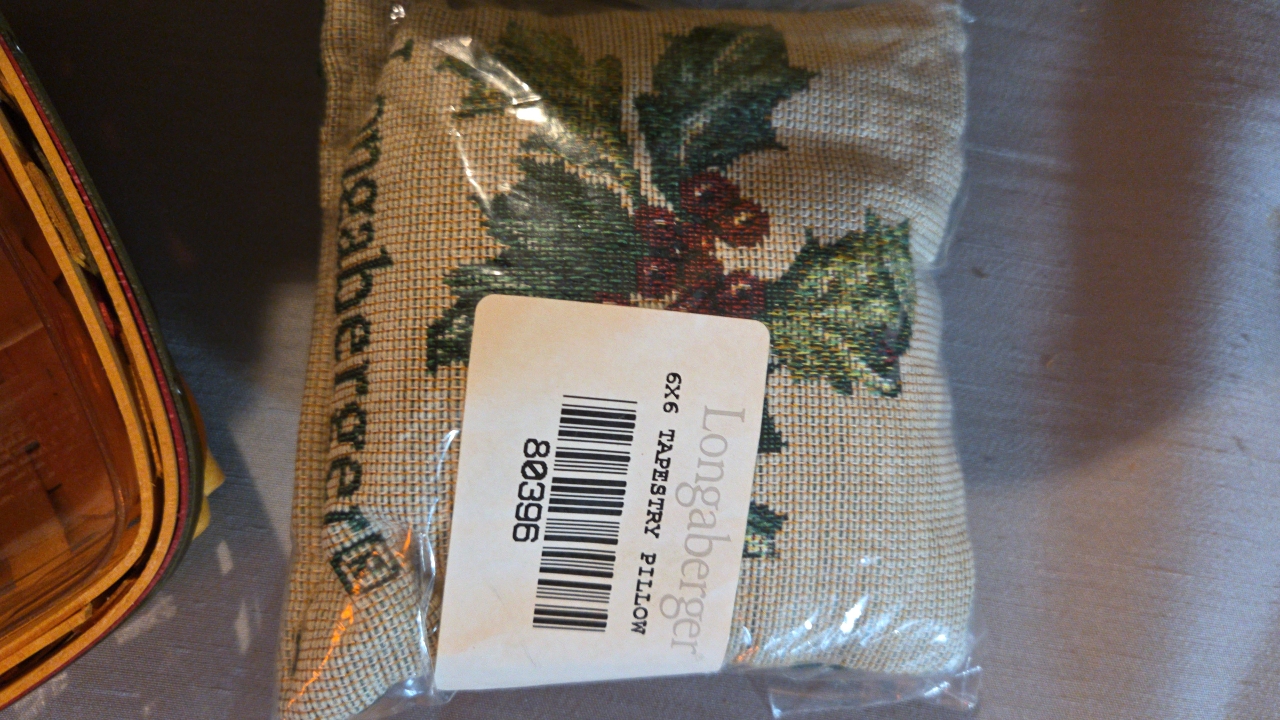 Longaberger
6X6 TAPESTRY PILLOW
80396
Longaberger